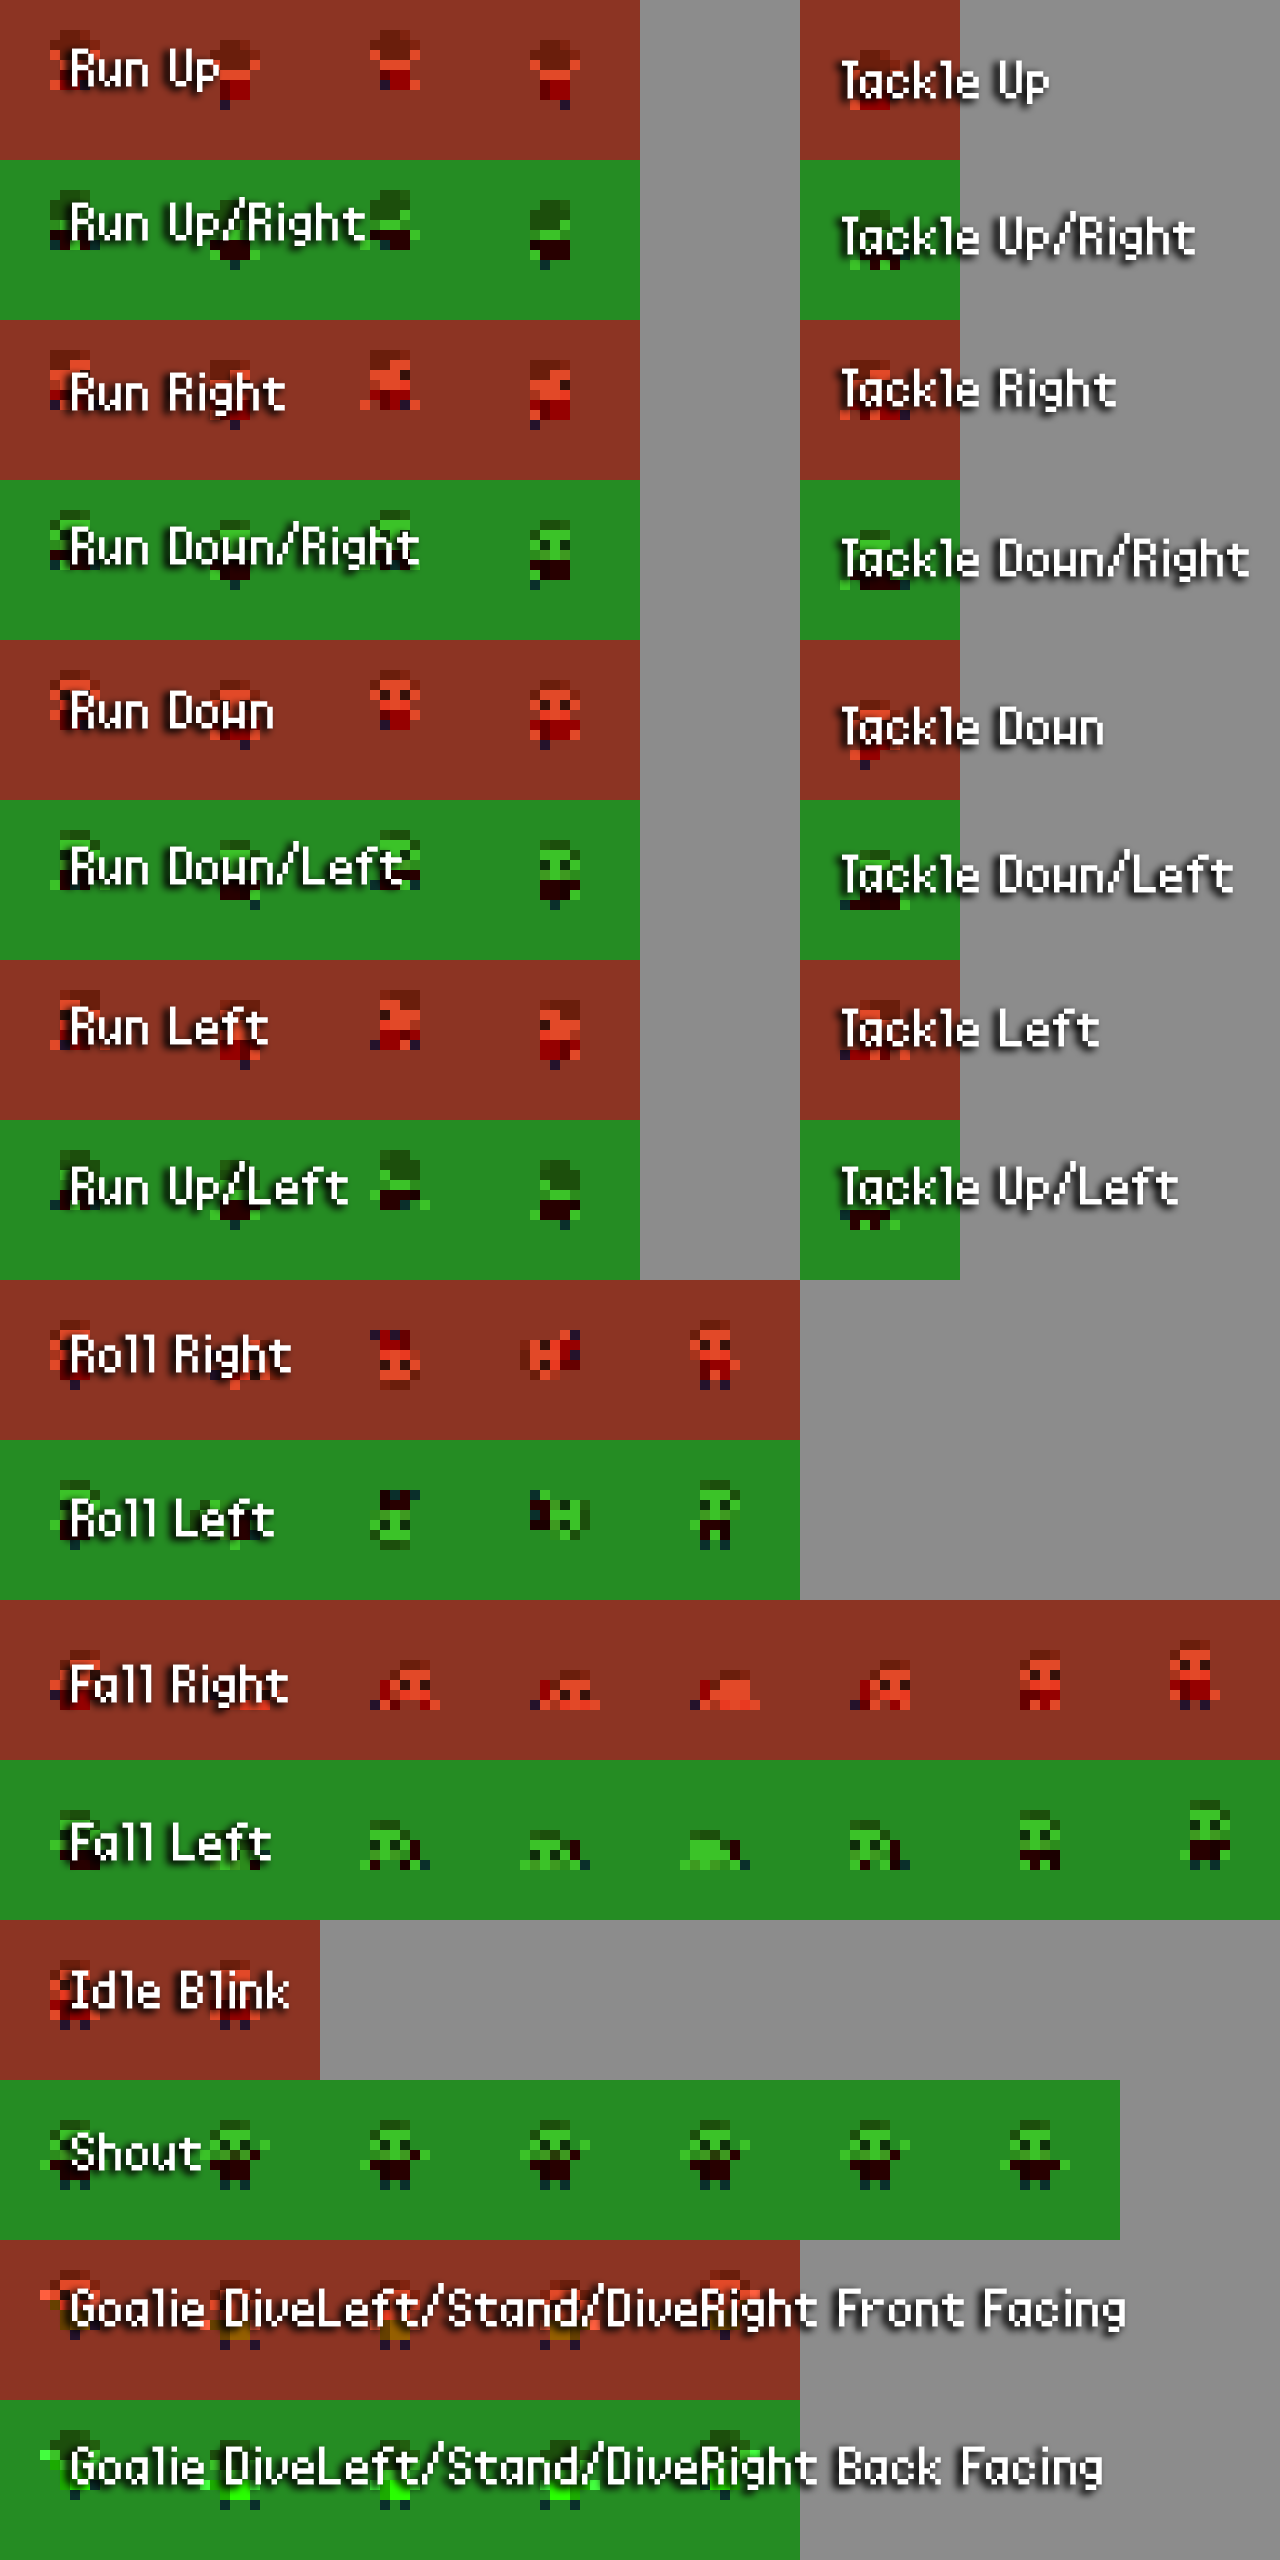 Run Up
Tackle Up
Run Up/Right
Tackle Up/Right
Run Right
Tackle Right
Run Down/Right
Tackle Down/Right
Run Down
Tackle Down
Run Down/Left
Tackle Down/Left
Run Left
Tackle Left
Run Up/Left
Tackle Up/Left
Roll Right
Roll Left
Fall Right
Fall Left
Idle Blink
Shout
Goalie DiveLeft/Stand/DiveRight Front Facing
Goalie DiveLeft/Stand/DiveRight Back Facing